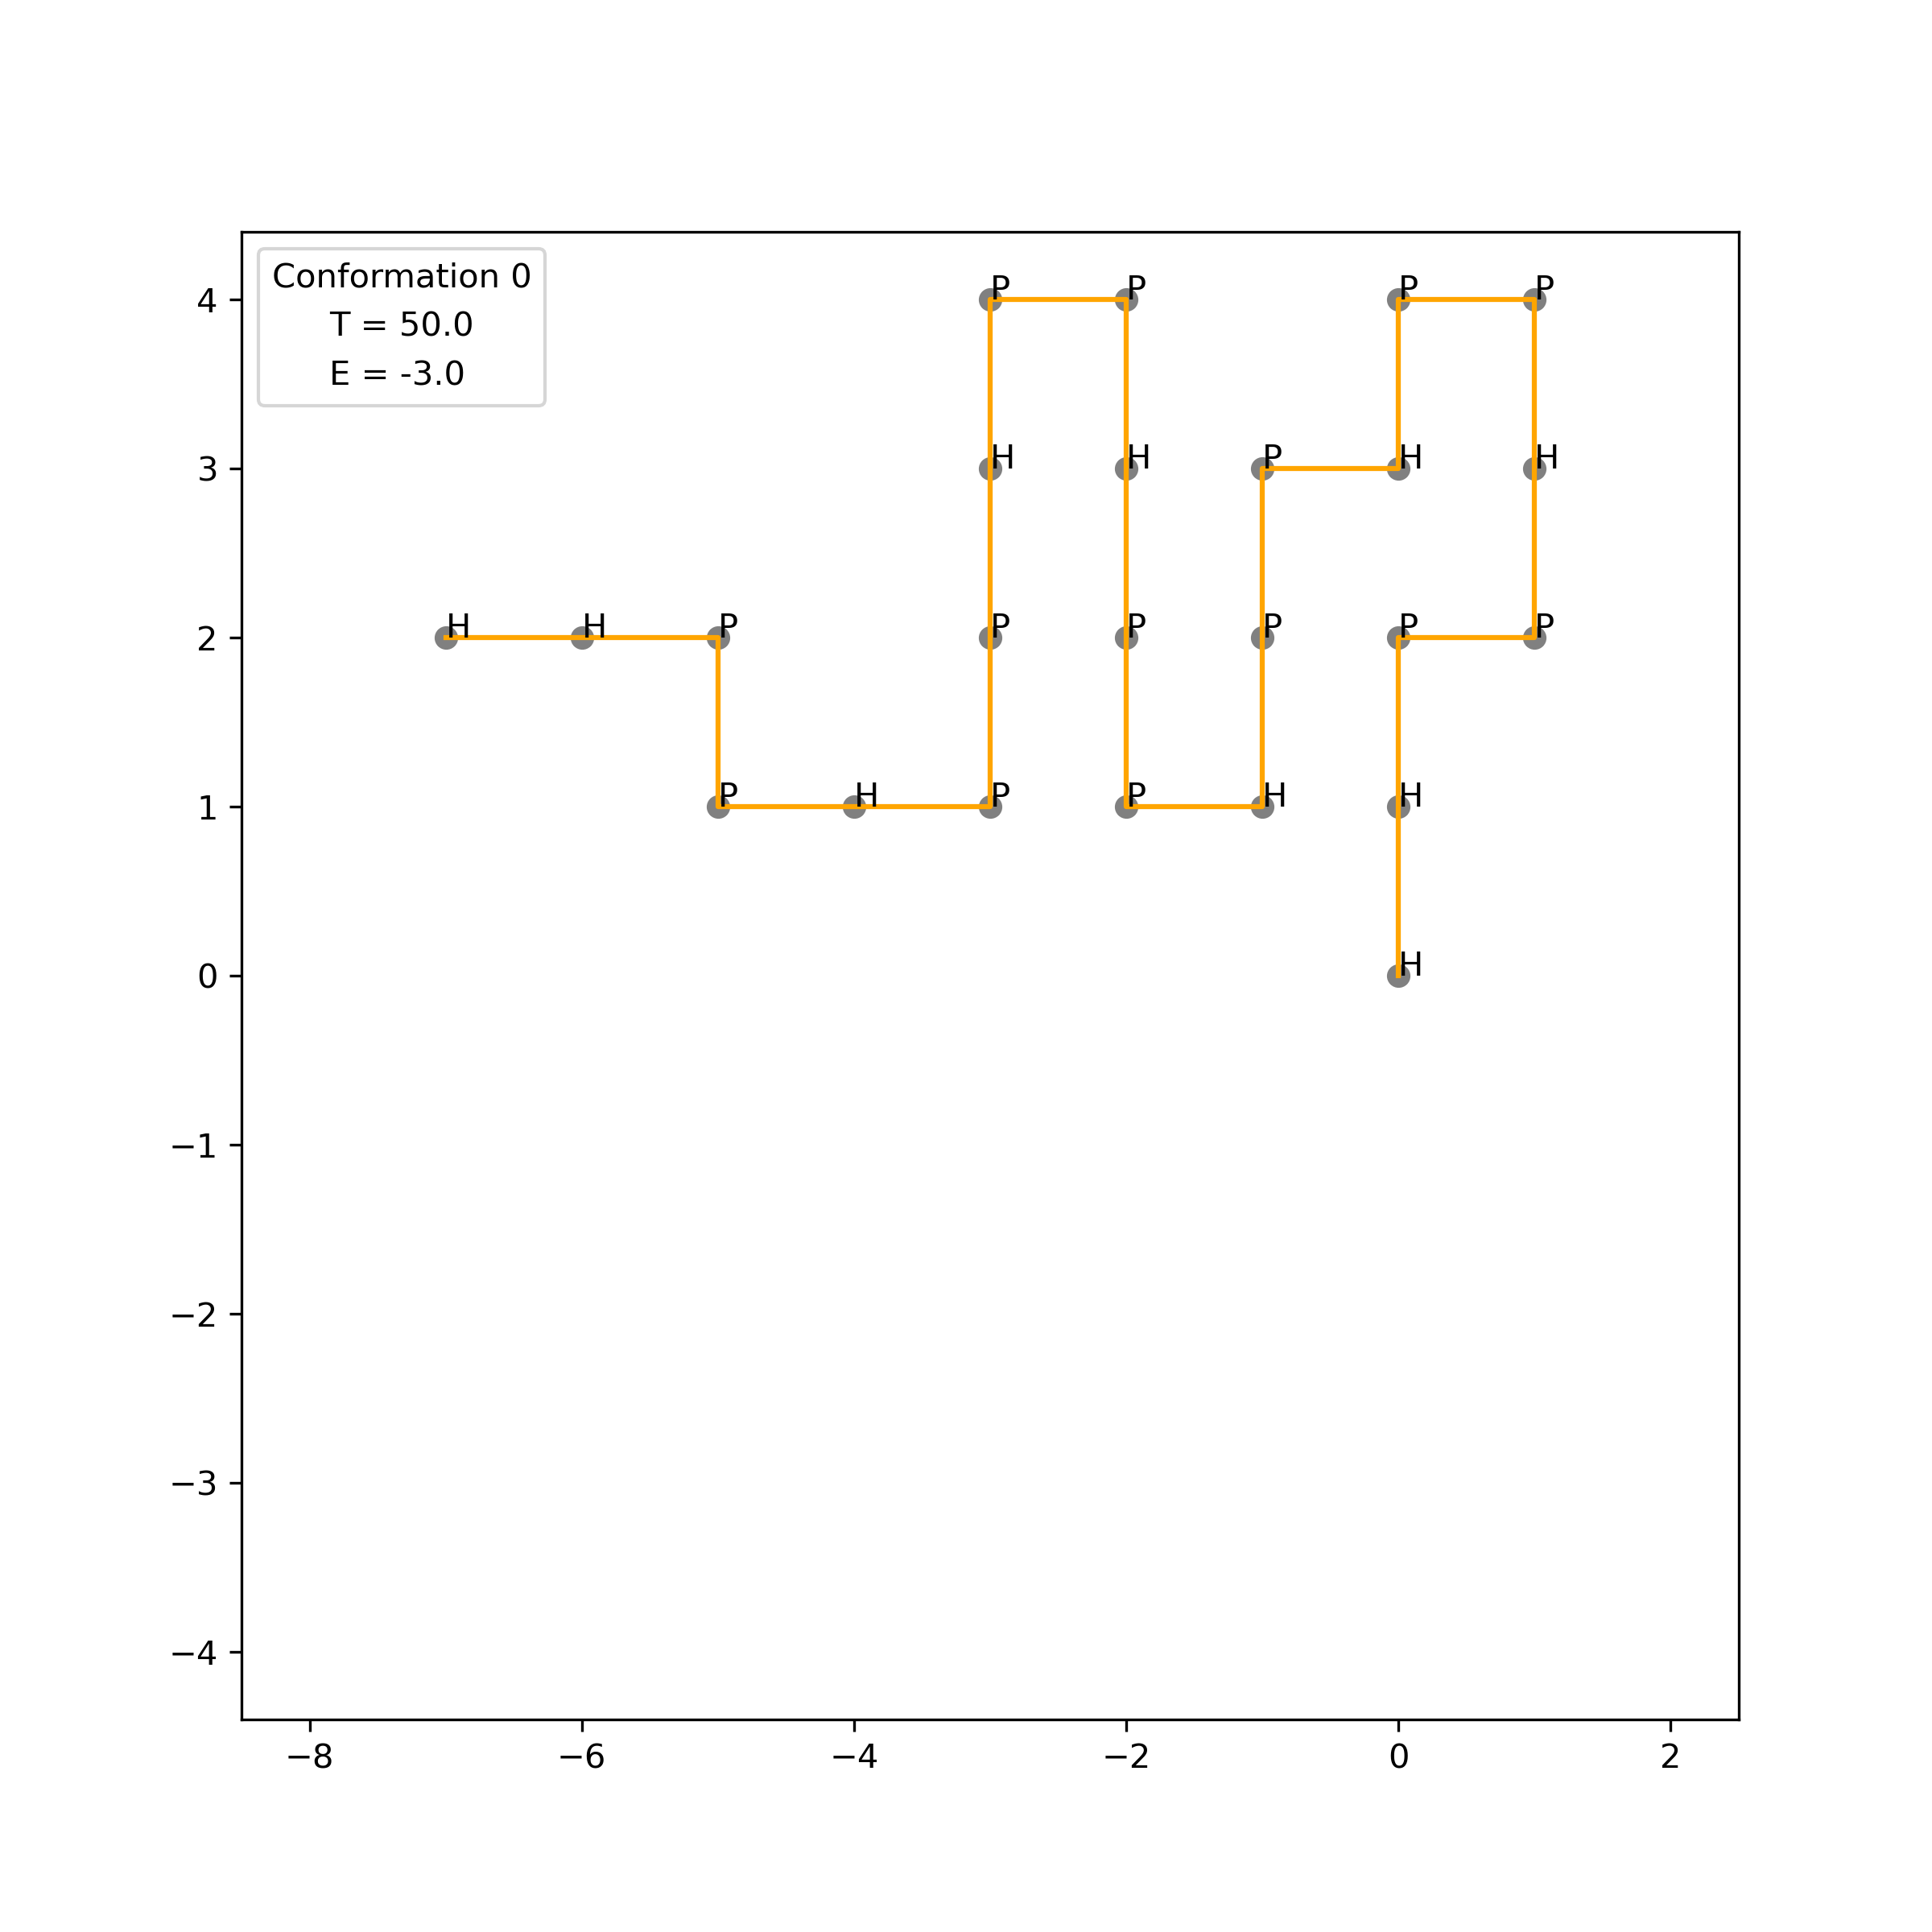 Conformation 0
T = 50.0
E = -3.0
4
P P P P
3
H H P H H
2
H H P P P P P P
1
P H P P H H
0
H
−1
−2
−3
−4
−8 −6 −4 −2 0 2